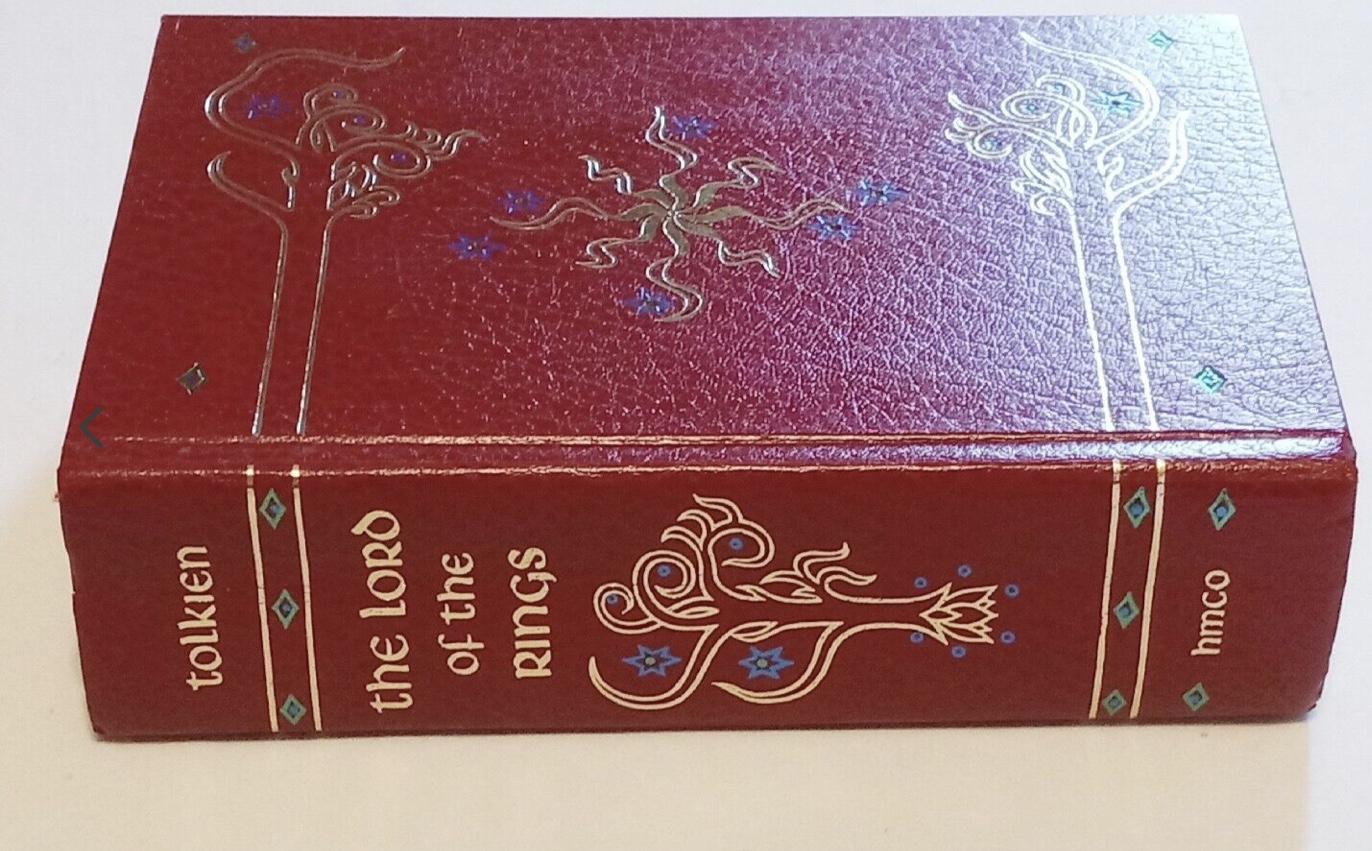 tolkien
the LORD
of the
RINGS
hmco